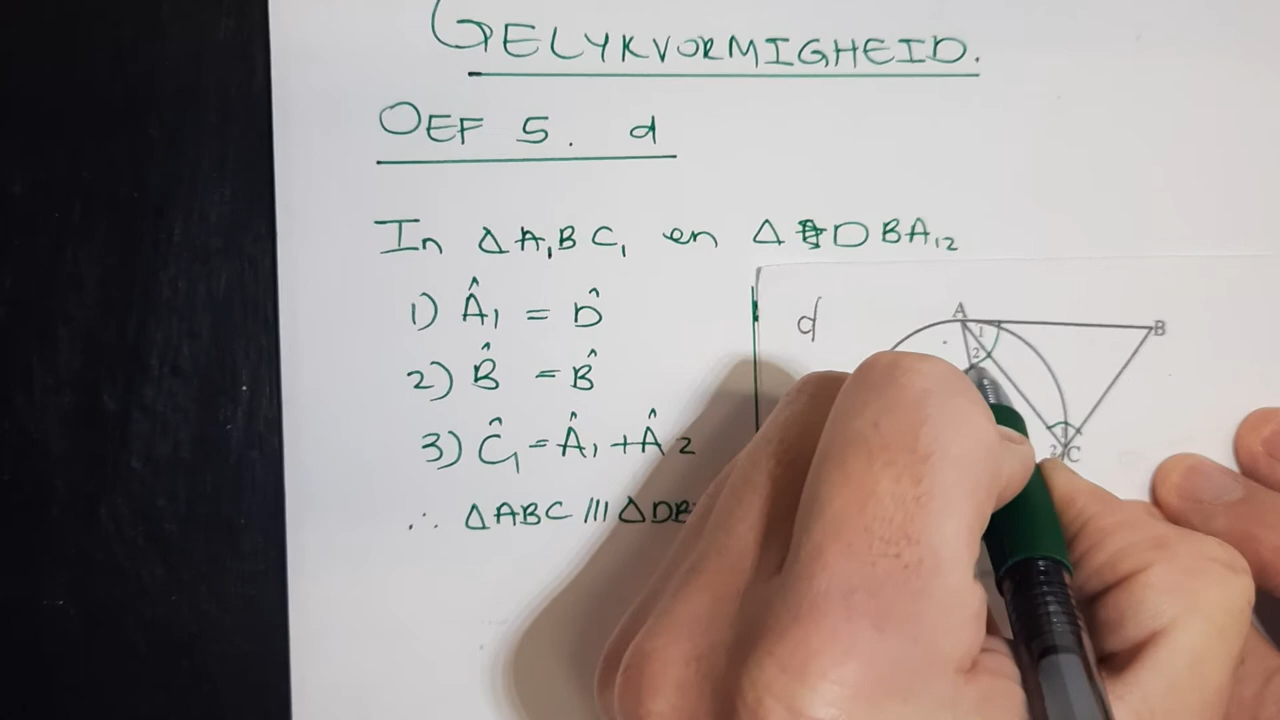 GELYKVORMIGHEID.
OEF 5. d
In ΔA₁BC₁ en Δ DBA₁₂
1) Â₁ = D̂
2) B̂ = B̂
3) Ĉ₁ = Â₁ + Â₂
∴ ΔABC /// ΔDB
d
A
B
1
2
1
2
C